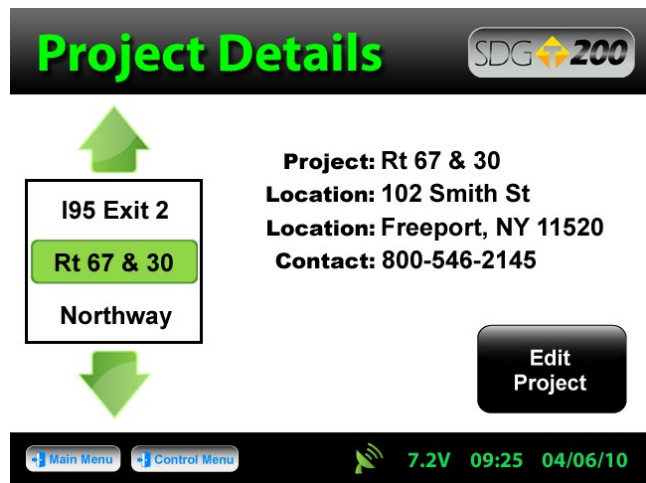 Project Details
SDG 200
I95 Exit 2
Rt 67 & 30
Northway
Project: Rt 67 & 30
Location: 102 Smith St
Location: Freeport, NY 11520
Contact: 800-546-2145
Edit
Project
Main Menu
Control Menu
7.2V 09:25 04/06/10